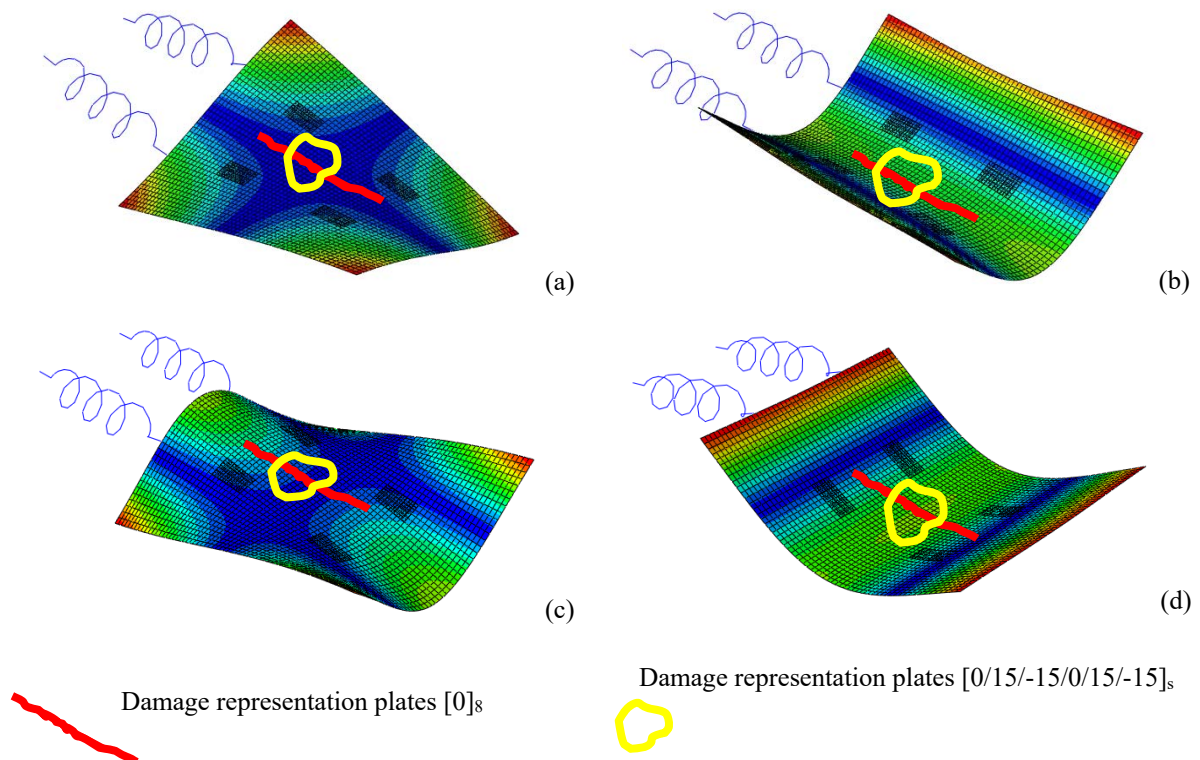 (a)
(b)
(c)
(d)
Damage representation plates [0]₈
Damage representation plates [0/15/-15/0/15/-15]ₛ